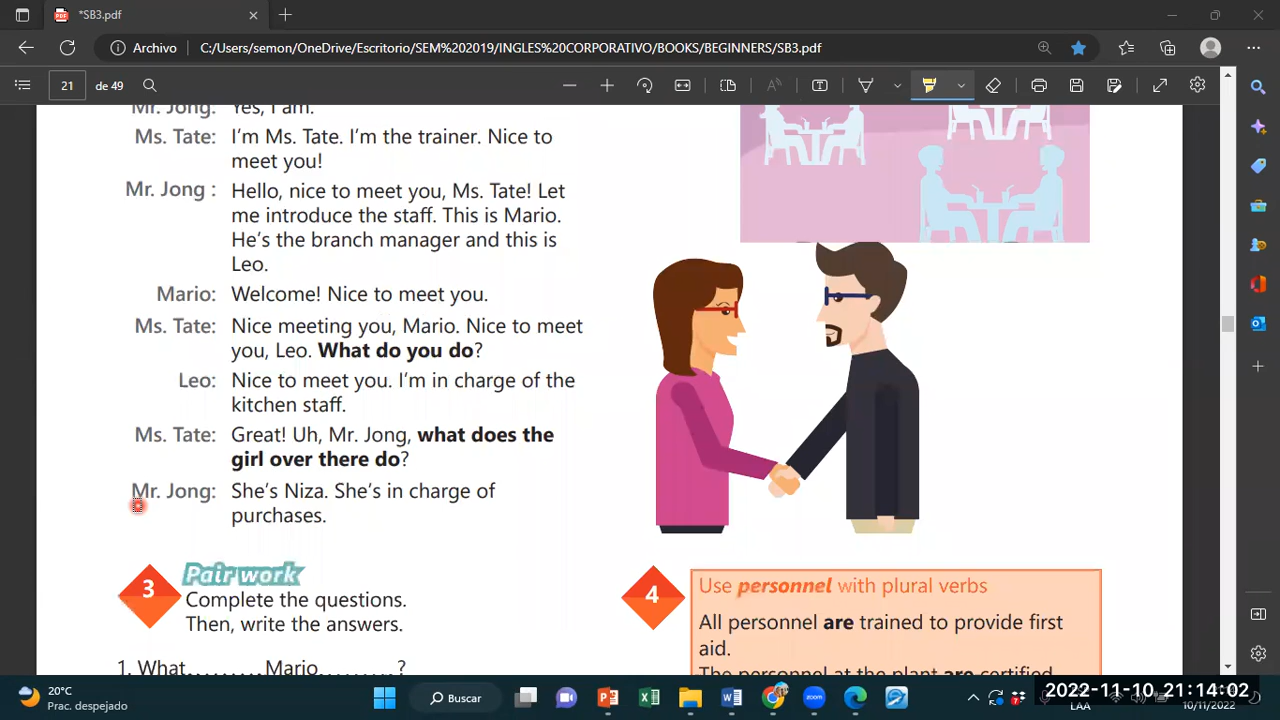 *SB3.pdf
Archivo
C:/Users/semon/OneDrive/Escritorio/SEM%202019/INGLES%20CORPORATIVO/BOOKS/BEGINNERS/SB3.pdf
21 de 49
Mr. Jong: Yes, I am.
Ms. Tate: I'm Ms. Tate. I'm the trainer. Nice to
meet you!
Mr. Jong : Hello, nice to meet you, Ms. Tate! Let
me introduce the staff. This is Mario.
He's the branch manager and this is
Leo.
Mario: Welcome! Nice to meet you.
Ms. Tate: Nice meeting you, Mario. Nice to meet
you, Leo. What do you do?
Leo: Nice to meet you. I'm in charge of the
kitchen staff.
Ms. Tate: Great! Uh, Mr. Jong, what does the
girl over there do?
Mr. Jong: She's Niza. She's in charge of
purchases.
3 Pair work
Complete the questions.
Then, write the answers.
1. What.........Mario.........?
4 Use personnel with plural verbs
All personnel are trained to provide first
aid.
The personnel at the plant are certified
20°C
Prac. despejado
Buscar
LAA
2022-11-10 21:14:02
10/11/2022